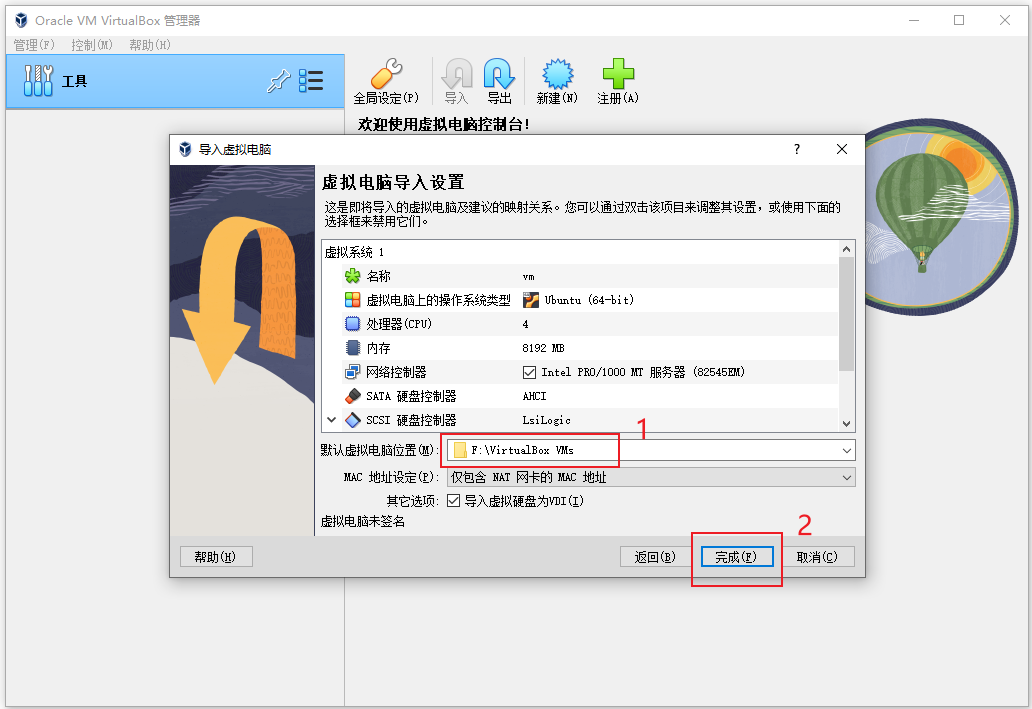 Oracle VM VirtualBox 管理器
管理(F) 控制(M) 帮助(H)
工具
全局设定(P) 导入 导出 新建(N) 注册(A)
欢迎使用虚拟电脑控制台!
导入虚拟电脑 ?
虚拟电脑导入设置
这是即将导入的虚拟电脑及建议的映射关系。您可以通过双击该项目来调整其设置，或使用下面的
选择框来禁用它们。
虚拟系统 1
名称 vm
虚拟电脑上的操作系统类型 Ubuntu (64-bit)
处理器(CPU) 4
内存 8192 MB
网络控制器 Intel PRO/1000 MT 服务器 (82545EM)
SATA 硬盘控制器 AHCI
SCSI 硬盘控制器 LsiLogic
1
默认虚拟电脑位置(M): F:\VirtualBox VMs
MAC 地址设定(P): 仅包含 NAT 网卡的 MAC 地址
其它选项: 导入虚拟硬盘为VDI(I)
虚拟电脑未签名
2
帮助(H) 返回(B) 完成(F) 取消(C)